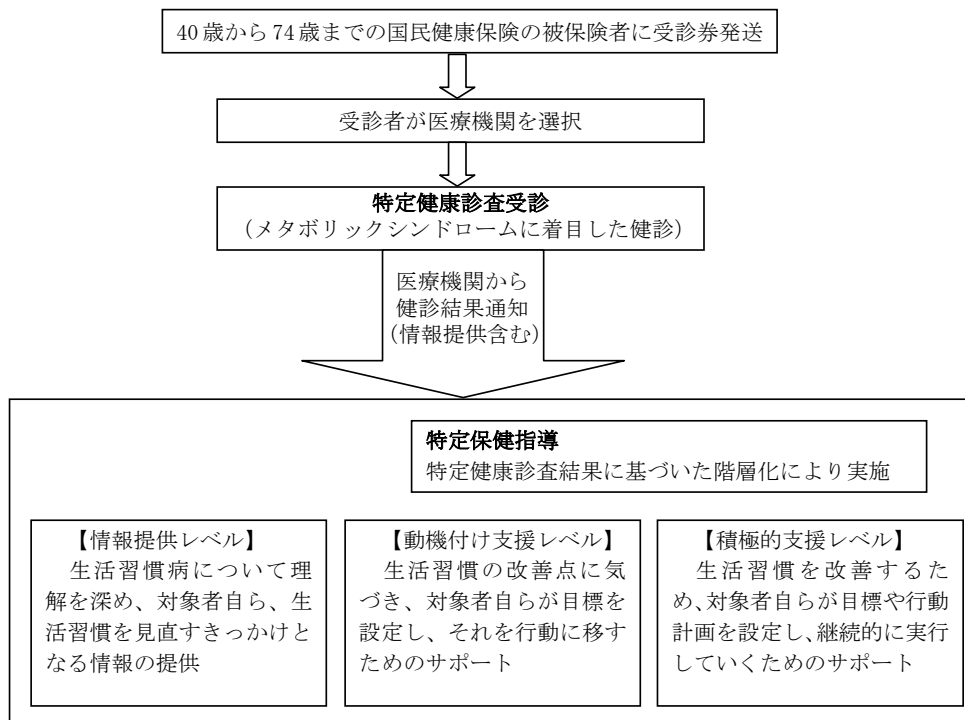 40歳から74歳までの国民健康保険の被保険者に受診券発送
受診者が医療機関を選択
特定健康診査受診
（メタボリックシンドロームに着目した健診）
医療機関から
健診結果通知
（情報提供含む）
特定保健指導
特定健康診査結果に基づいた階層化により実施
【情報提供レベル】
生活習慣病について理
解を深め、対象者自ら、生
活習慣を見直すきっかけと
なる情報の提供
【動機付け支援レベル】
生活習慣の改善点に気
づき、対象者自らが目標を
設定し、それを行動に移す
ためのサポート
【積極的支援レベル】
生活習慣を改善するた
め、対象者自らが目標や行動
計画を設定し、継続的に実行
していくためのサポート